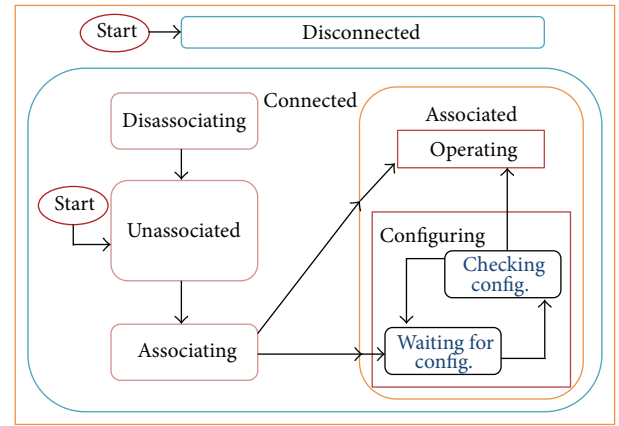 Start
Disconnected
Connected
Disassociating
Start
Unassociated
Associating
Associated
Operating
Configuring
Checking
config.
Waiting for
config.